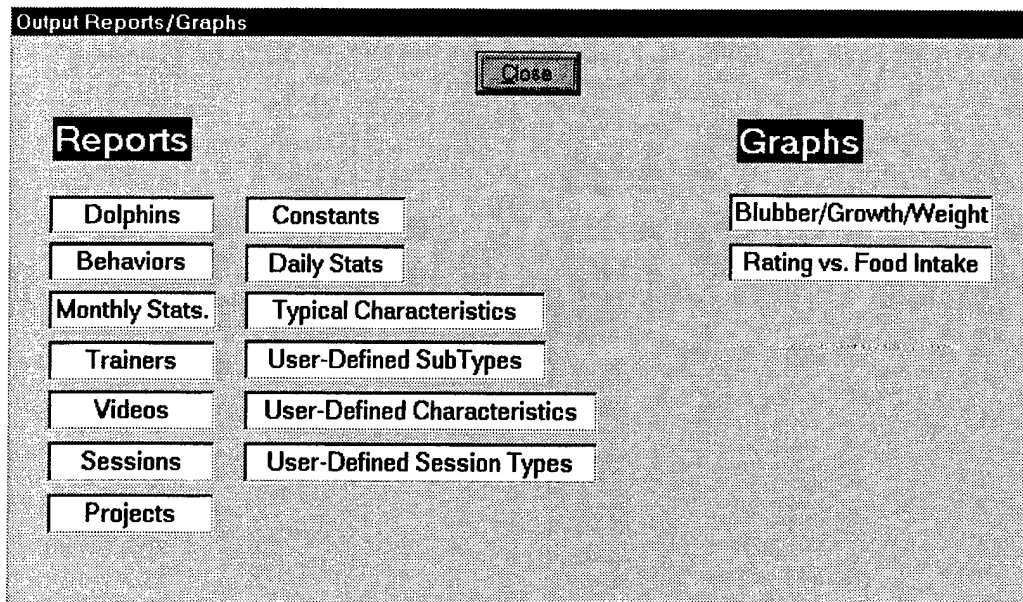 Output Reports/Graphs
Close
Reports
Graphs
Dolphins
Constants
Blubber/Growth/Weight
Behaviors
Daily Stats
Rating vs. Food Intake
Monthly Stats.
Typical Characteristics
Trainers
User-Defined SubTypes
Videos
User-Defined Characteristics
Sessions
User-Defined Session Types
Projects